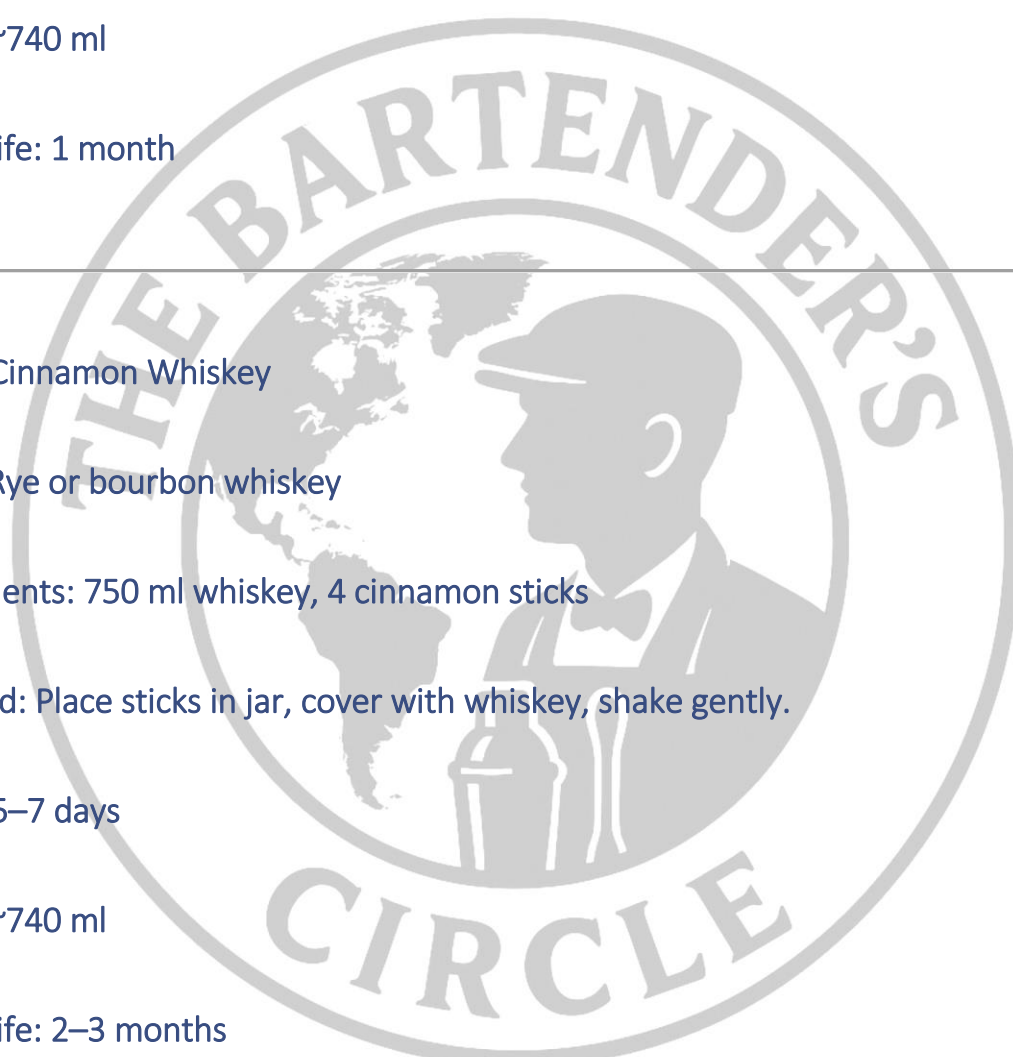 ~740 ml
ife: 1 month
Cinnamon Whiskey
Rye or bourbon whiskey
ents: 750 ml whiskey, 4 cinnamon sticks
d: Place sticks in jar, cover with whiskey, shake gently.
5–7 days
~740 ml
ife: 2–3 months
THE BARTENDER'S
CIRCLE